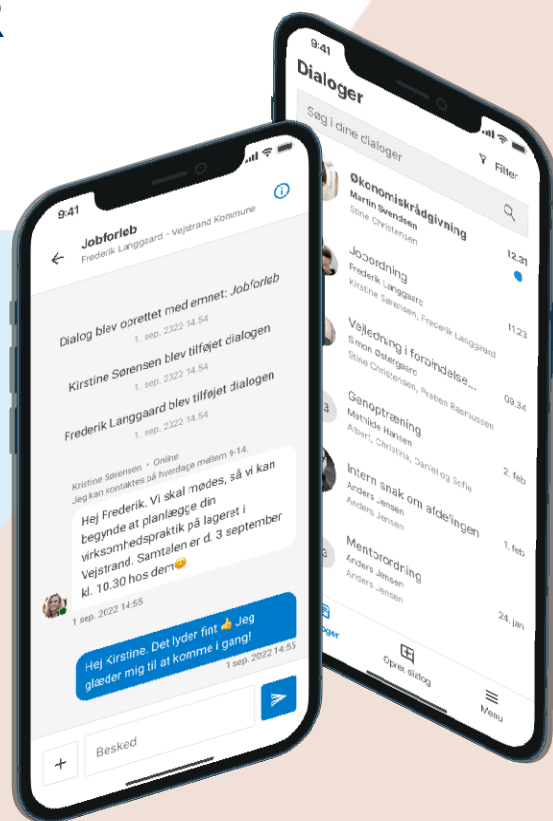 R
9:41
Jobforløb
Frederik Langgaard - Vejstrand Kommune
Dialog blev oprettet med emnet: Jobforløb
1. sep. 2022 14.54
Kirstine Sørensen blev tilføjet dialogen
1. sep. 2022 14.54
Frederik Langgaard blev tilføjet dialogen
1. sep. 2022 14.54
Kristine Sørensen • Online
Jeg kan kontaktes på hverdage mellem 9-14.
Hej Frederik. Vi skal mødes, så vi kan
begynde at planlægge din
virksomhedspraktik på lageret i
Vejstrand. Samtalen er d. 3 september
kl. 10.30 hos dem😊
1 sep. 2022 14:55
Hej Kirstine. Det lyder fint 👍 Jeg
glæder mig til at komme i gang!
1 sep. 2022 14:55
Besked
9:41
Dialoger
Filter
Søg i dine dialoger
Økonomiskrådgivning
12.31
Martin Svendsen
Stine Christensen
Jobordning
11.23
Frederik Langgaard
Kirstine Sørensen, Frederik Langgaard
Vejledning i forbindelse...
09.34
Simon Østergaard
Stine Christensen, Preben Rasmussen
3
Genoptræning
2. feb
Mathilde Hansen
Albert, Christina, Daniel og Sofie
Intern snak om afdelingen
1. feb
Anders Jensen
Anders Jensen
3
Mentorordning
24. jan
Anders Jensen
Anders Jensen
Opret dialog
Menu